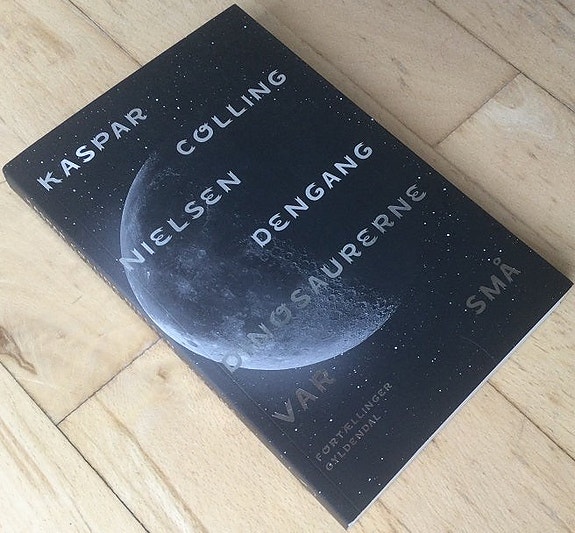 KASPAR
COLLING
NIELSEN
DENGANG
DINOSAURERNE
VAR
SMÅ
FORTÆLLINGER
GYLDENDAL